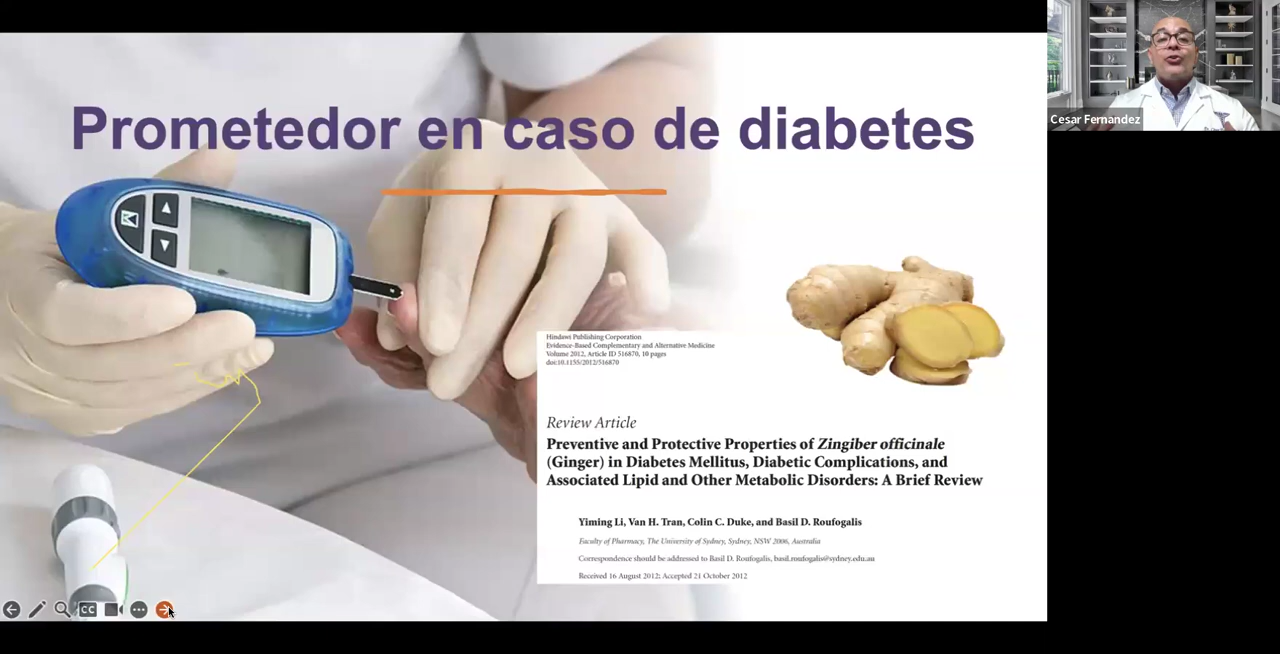 Prometedor en caso de diabetes
Cesar Fernandez
Hindawi Publishing Corporation
Evidence-Based Complementary and Alternative Medicine
Volume 2012, Article ID 516870, 10 pages
doi:10.1155/2012/516870
Review Article
Preventive and Protective Properties of Zingiber officinale
(Ginger) in Diabetes Mellitus, Diabetic Complications, and
Associated Lipid and Other Metabolic Disorders: A Brief Review
Yiming Li, Van H. Tran, Colin C. Duke, and Basil D. Roufogalis
Faculty of Pharmacy, The University of Sydney, Sydney, NSW 2006, Australia
Correspondence should be addressed to Basil D. Roufogalis, basil.roufogalis@sydney.edu.au
Received 16 August 2012; Accepted 21 October 2012
CC